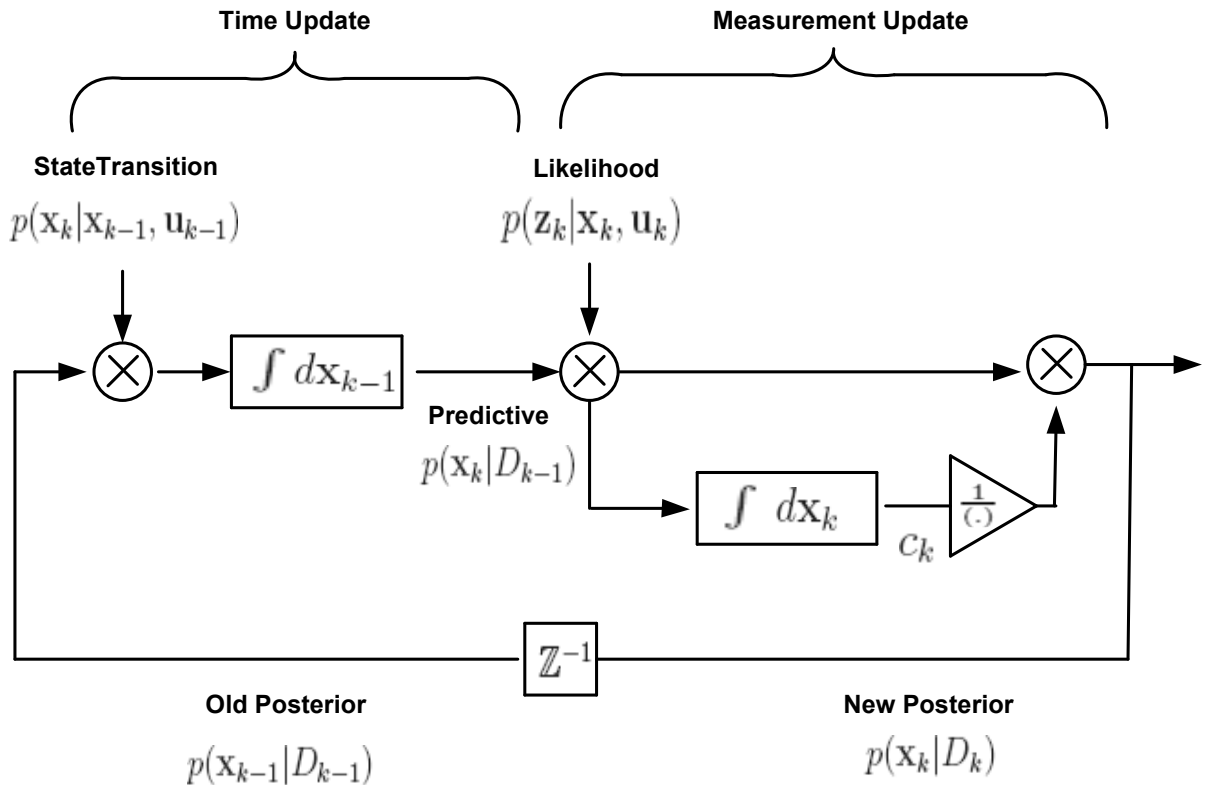 Time Update
Measurement Update
StateTransition
p(x_k|x_{k−1}, u_{k−1})
Likelihood
p(z_k|x_k, u_k)
∫ dx_{k−1}
Predictive
p(x_k|D_{k−1})
∫ dx_k
c_k
1/(.)
ℤ^{−1}
Old Posterior
p(x_{k−1}|D_{k−1})
New Posterior
p(x_k|D_k)